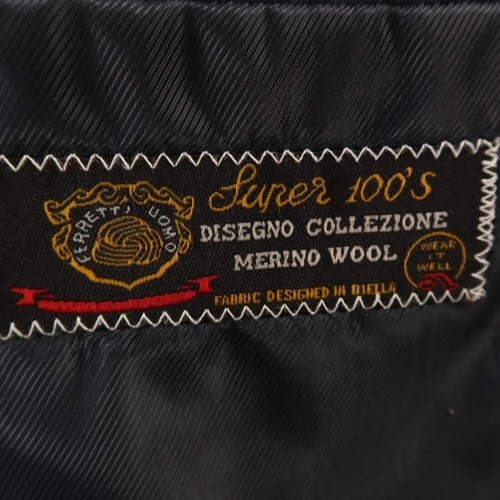 FERRETTI UOMO
Super 100'S
DISEGNO COLLEZIONE
MERINO WOOL
WEAR
IT
WELL
FABRIC DESIGNED IN BIELLA